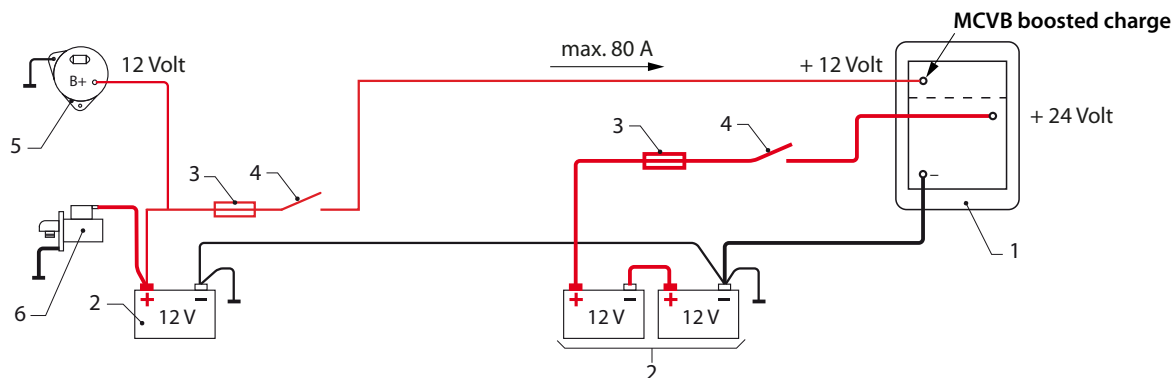 MCVB boosted charge
max. 80 A
12 Volt
+ 12 Volt
B+
+ 24 Volt
5
3
4
3
4
–
1
6
2
+
–
12 V
+
–
12 V
+
–
12 V
2